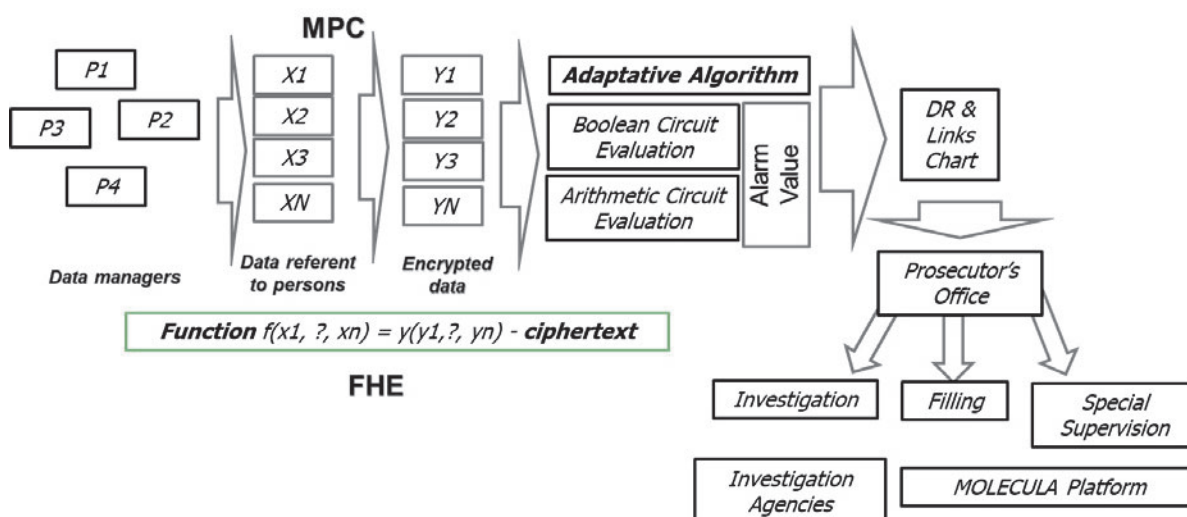 MPC
P1
P3
P2
P4
Data managers
X1
X2
X3
XN
Data referent
to persons
Y1
Y2
Y3
YN
Encrypted
data
Adaptative Algorithm
Boolean Circuit
Evaluation
Arithmetic Circuit
Evaluation
Alarm
Value
DR &
Links
Chart
Prosecutor's
Office
Function f(x1, ?, xn) = y(y1,?, yn) - ciphertext
FHE
Investigation
Filling
Special
Supervision
Investigation
Agencies
MOLECULA Platform